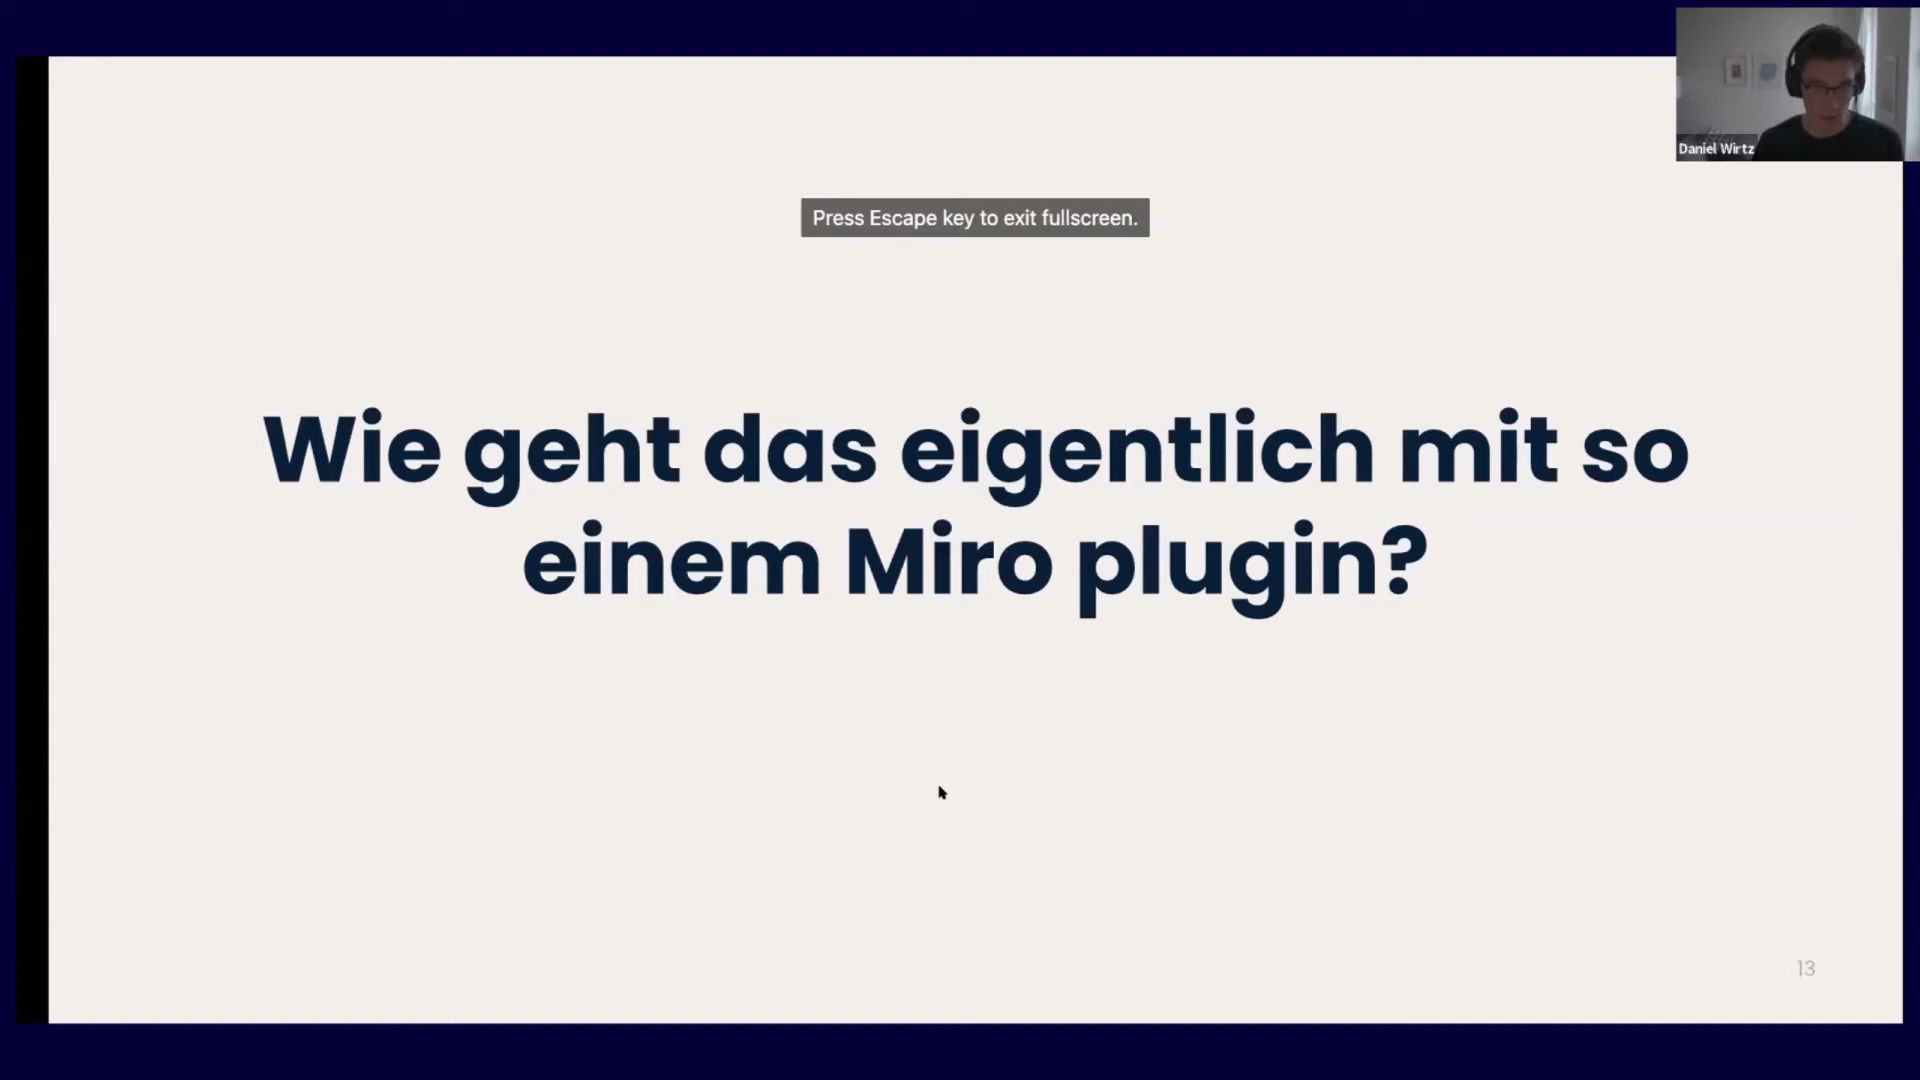 Daniel Wirtz
Press Escape key to exit fullscreen.
Wie geht das eigentlich mit so
einem Miro plugin?
13